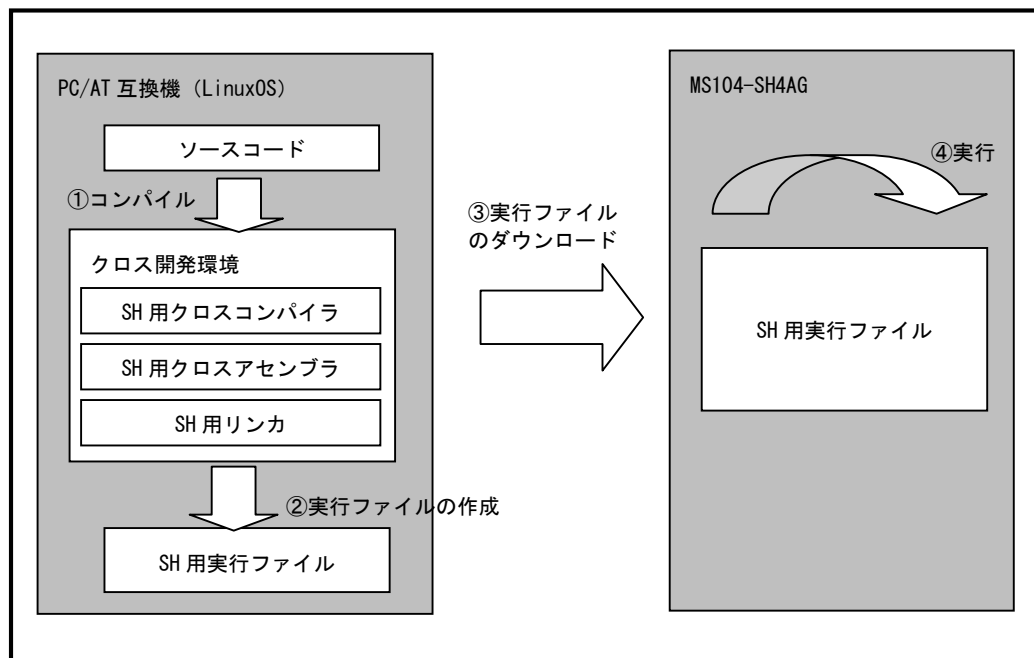 PC/AT 互換機（LinuxOS）
ソースコード
①コンパイル
クロス開発環境
SH 用クロスコンパイラ
SH 用クロスアセンブラ
SH 用リンカ
②実行ファイルの作成
SH 用実行ファイル
③実行ファイル
のダウンロード
MS104-SH4AG
④実行
SH 用実行ファイル